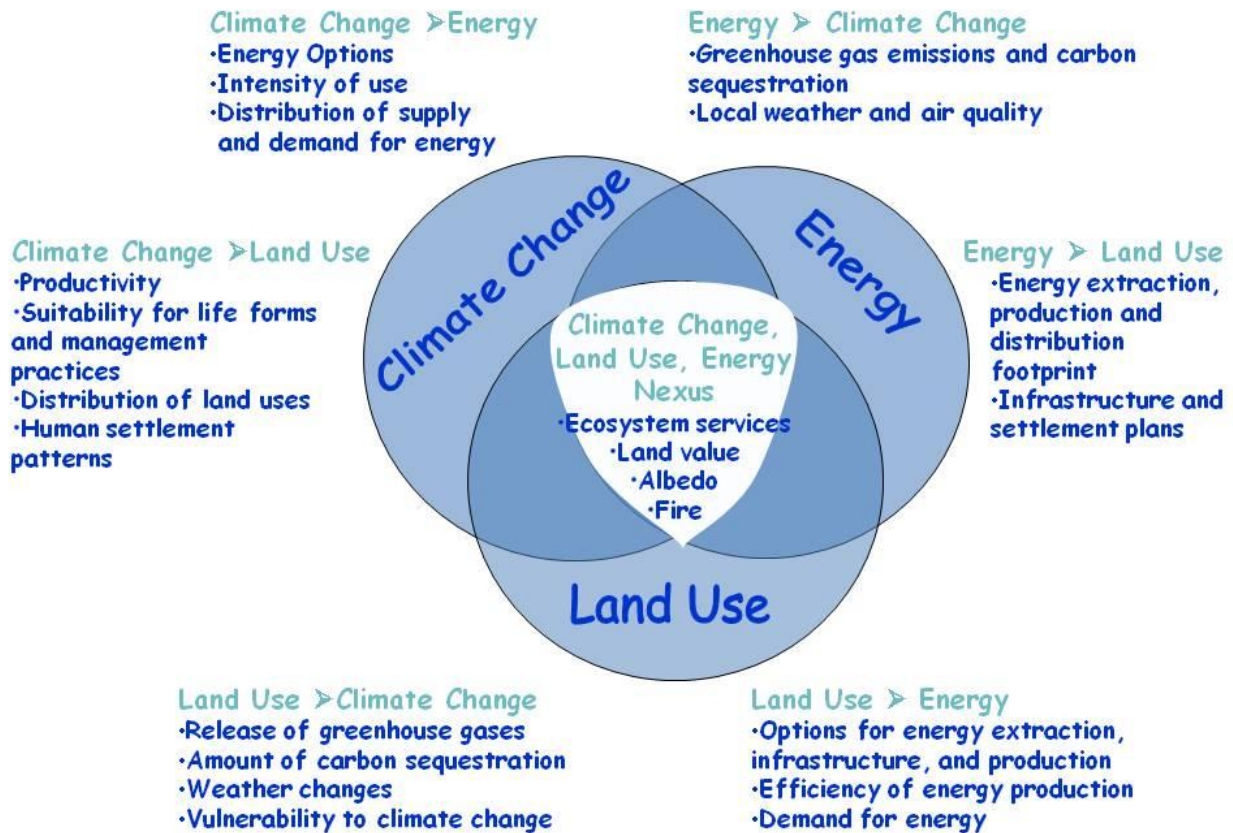 Climate Change ➢Energy
•Energy Options
•Intensity of use
•Distribution of supply
and demand for energy
Energy ➢ Climate Change
•Greenhouse gas emissions and carbon
sequestration
•Local weather and air quality
Climate Change ➢Land Use
•Productivity
•Suitability for life forms
and management
practices
•Distribution of land uses
•Human settlement
patterns
Climate Change
Energy
Energy ➢ Land Use
•Energy extraction,
production and
distribution
footprint
•Infrastructure and
settlement plans
Climate Change,
Land Use, Energy
Nexus
•Ecosystem services
•Land value
•Albedo
•Fire
Land Use
Land Use ➢Climate Change
•Release of greenhouse gases
•Amount of carbon sequestration
•Weather changes
•Vulnerability to climate change
Land Use ➢ Energy
•Options for energy extraction,
infrastructure, and production
•Efficiency of energy production
•Demand for energy